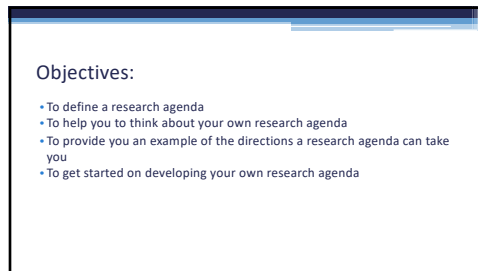 Objectives:
• To define a research agenda
• To help you to think about your own research agenda
• To provide you an example of the directions a research agenda can take
you
• To get started on developing your own research agenda